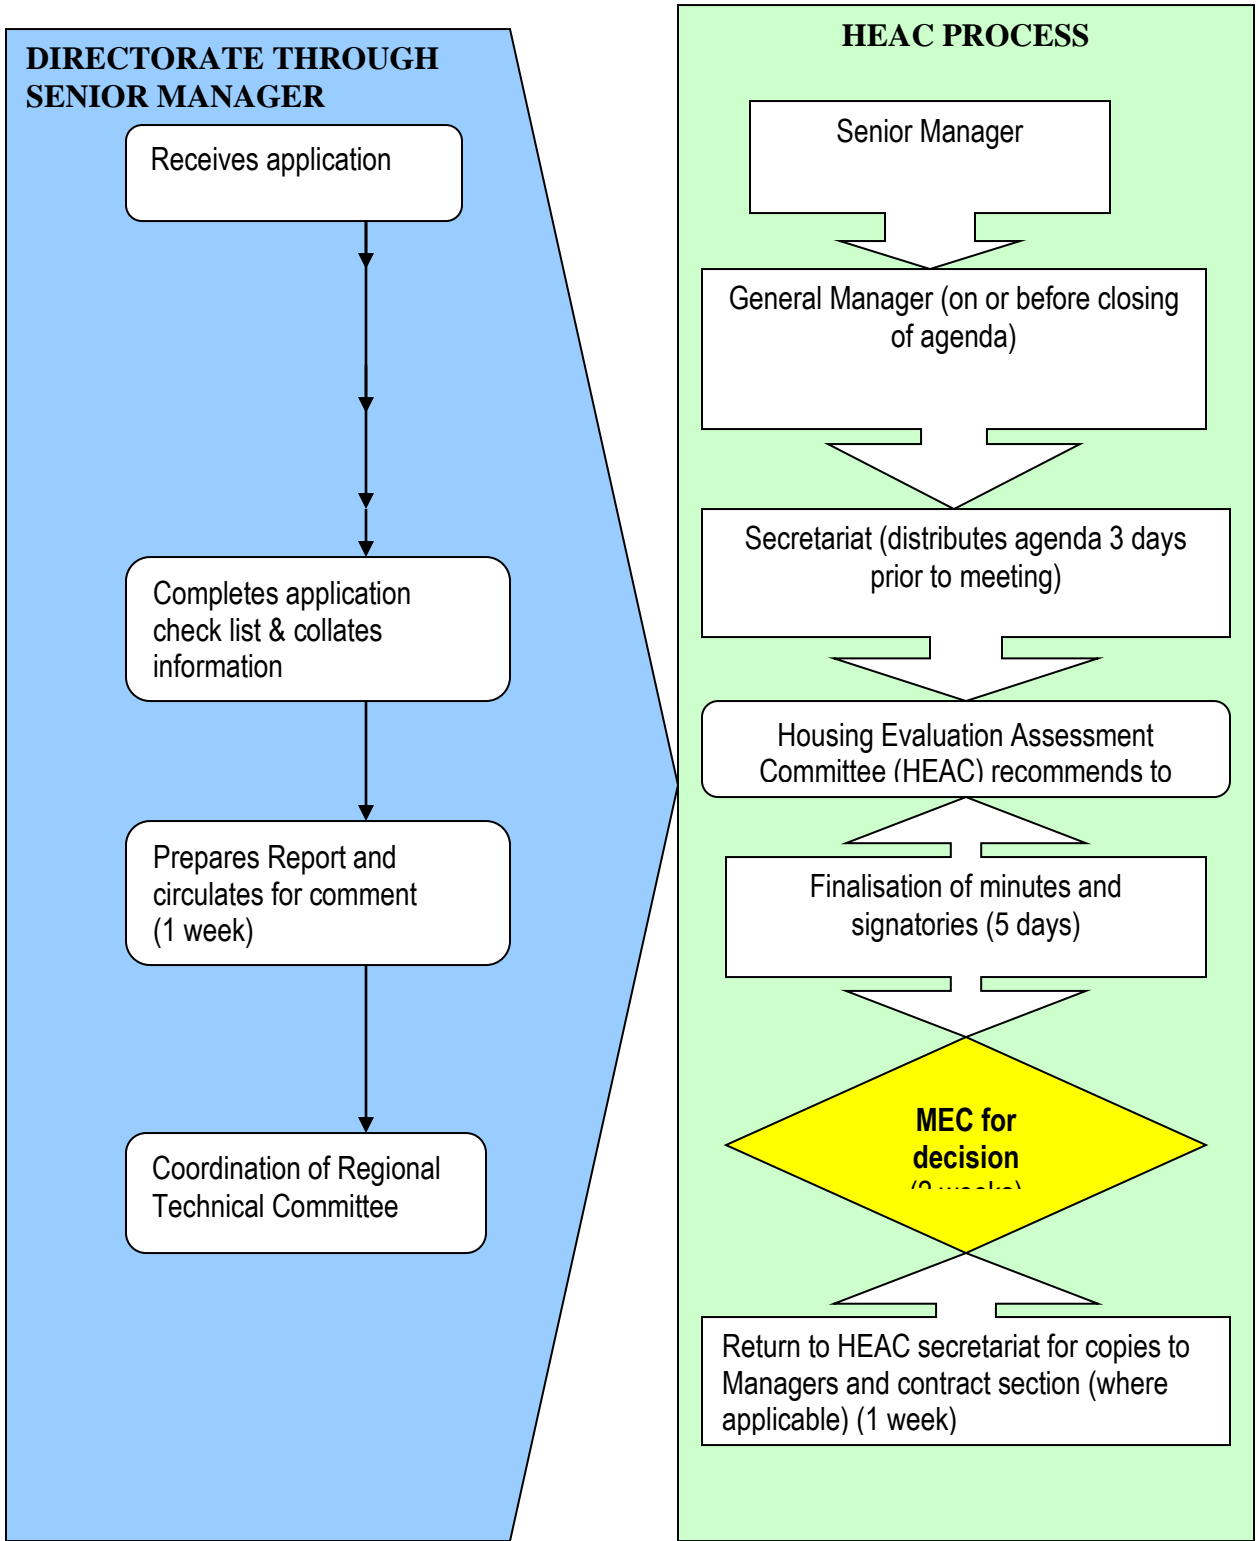 DIRECTORATE THROUGH
SENIOR MANAGER
Receives application
Completes application
check list & collates
information
Prepares Report and
circulates for comment
(1 week)
Coordination of Regional
Technical Committee
HEAC PROCESS
Senior Manager
General Manager (on or before closing
of agenda)
Secretariat (distributes agenda 3 days
prior to meeting)
Housing Evaluation Assessment
Committee (HEAC) recommends to
Finalisation of minutes and
signatories (5 days)
MEC for
decision
Return to HEAC secretariat for copies to
Managers and contract section (where
applicable) (1 week)